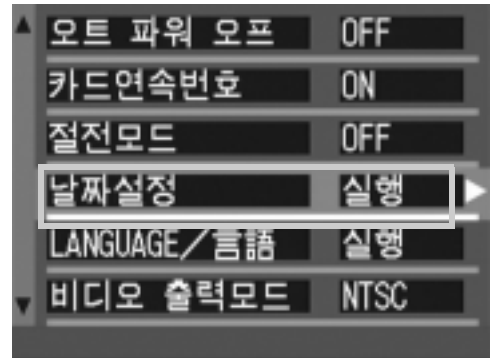 오트 파워 오프 OFF
카드연속번호 ON
절전모드 OFF
날짜설정 실행
LANGUAGE／言語 실행
비디오 출력모드 NTSC